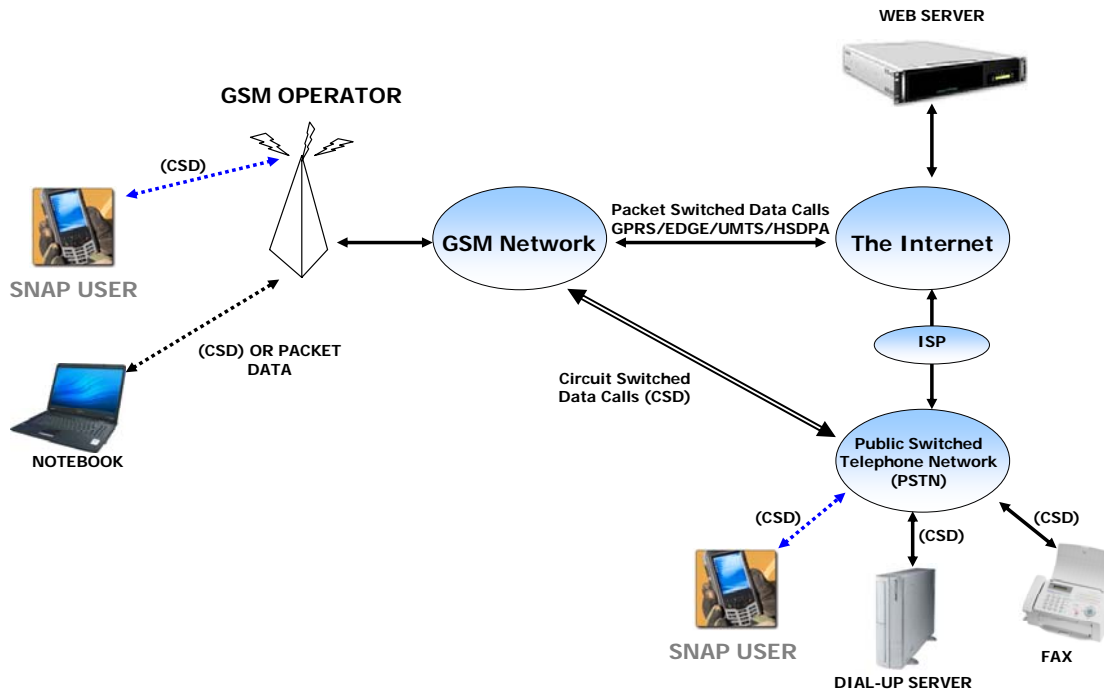 WEB SERVER
GSM OPERATOR
(CSD)
SNAP USER
GSM Network
Packet Switched Data Calls
GPRS/EDGE/UMTS/HSDPA
The Internet
(CSD) OR PACKET
DATA
NOTEBOOK
ISP
Circuit Switched
Data Calls (CSD)
Public Switched
Telephone Network
(PSTN)
(CSD)
(CSD)
(CSD)
SNAP USER
DIAL-UP SERVER
FAX